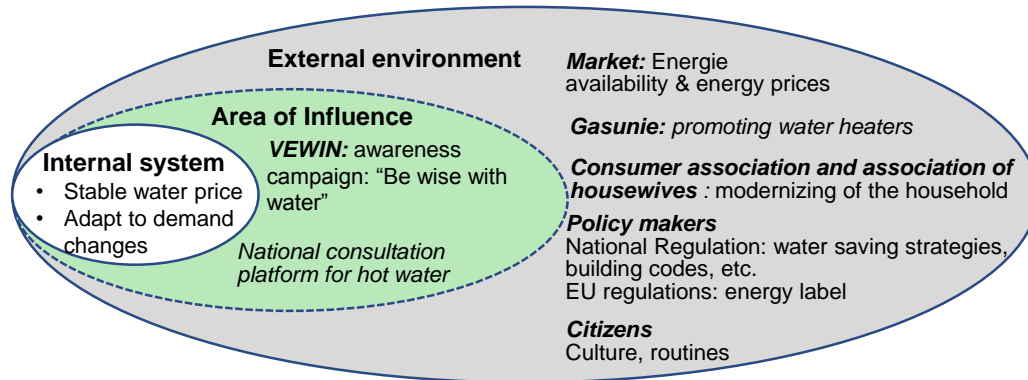 External environment
Area of Influence
Internal system
• Stable water price
• Adapt to demand
changes
VEWIN: awareness
campaign: “Be wise with
water”
National consultation
platform for hot water
Market: Energie
availability & energy prices
Gasunie: promoting water heaters
Consumer association and association of
housewives : modernizing of the household
Policy makers
National Regulation: water saving strategies,
building codes, etc.
EU regulations: energy label
Citizens
Culture, routines